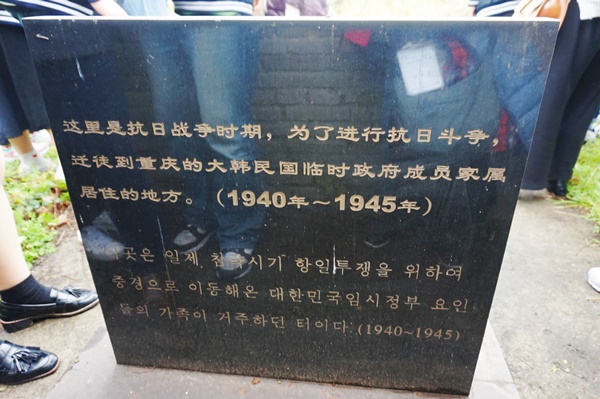 这里是抗日战争时期，为了进行抗日斗争，
迁徙到重庆的大韩民国临时政府成员家属
居住的地方。（1940年～1945年）
곳은 일제 시기 항일투쟁을 위하여
중경으로 이동해온 대한민국임시정부 요인
들의 가족이 거주하던 터이다. (1940~1945)